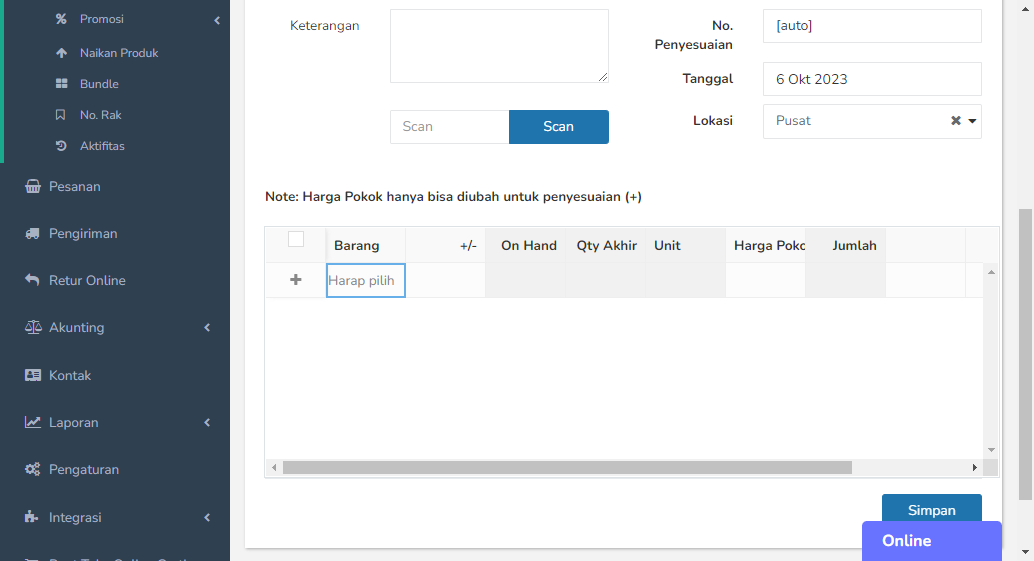 Promosi
Naikan Produk
Bundle
No. Rak
Aktifitas
Pesanan
Pengiriman
Retur Online
Akunting
Kontak
Laporan
Pengaturan
Integrasi
Keterangan
No. Penyesuaian
[auto]
Tanggal
6 Okt 2023
Scan
Scan
Lokasi
Pusat
Note: Harga Pokok hanya bisa diubah untuk penyesuaian (+)
Barang +/- On Hand Qty Akhir Unit Harga Poko Jumlah
Harap pilih
Simpan
Online